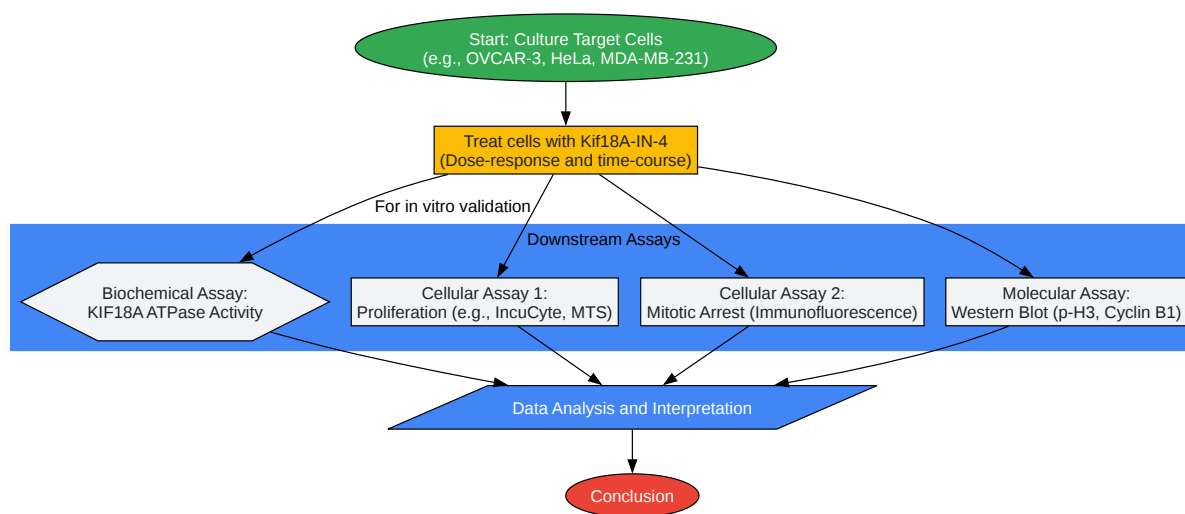 Start: Culture Target Cells
(e.g., OVCAR-3, HeLa, MDA-MB-231)
Treat cells with Kif18A-IN-4
(Dose-response and time-course)
For in vitro validation
Downstream Assays
Biochemical Assay:
KIF18A ATPase Activity
Cellular Assay 1:
Proliferation (e.g., IncuCyte, MTS)
Cellular Assay 2:
Mitotic Arrest (Immunofluorescence)
Molecular Assay:
Western Blot (p-H3, Cyclin B1)
Data Analysis and Interpretation
Conclusion